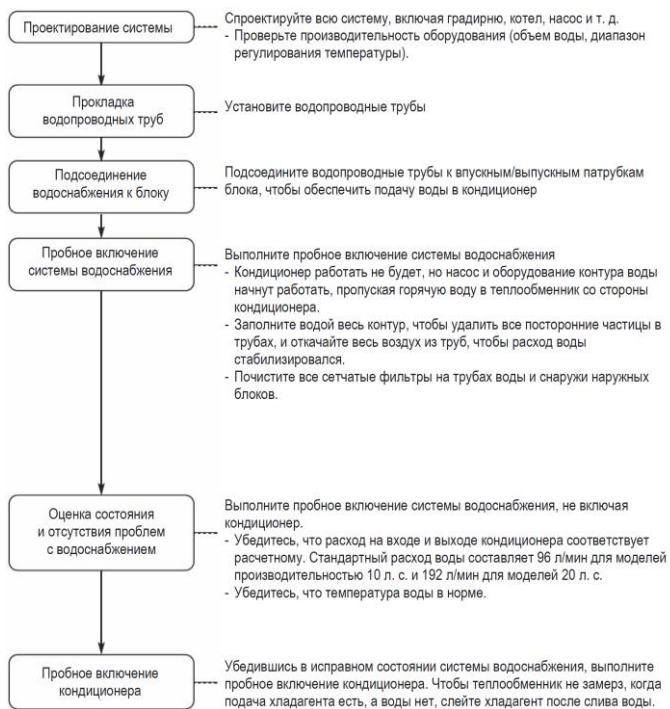 Проектирование системы
Спроектируйте всю систему, включая градирню, котел, насос и т. д.
- Проверьте производительность оборудования (объем воды, диапазон
регулирования температуры).
Прокладка
водопроводных труб
Установите водопроводные трубы
Подсоединение
водоснабжения к блоку
Подсоедините водопроводные трубы к впускным/выпускным патрубкам
блока, чтобы обеспечить подачу воды в кондиционер
Пробное включение
системы водоснабжения
Выполните пробное включение системы водоснабжения
- Кондиционер работать не будет, но насос и оборудование контура воды
начнут работать, пропуская горячую воду в теплообменник со стороны
кондиционера.
- Заполните водой весь контур, чтобы удалить все посторонние частицы в
трубах, и откачайте весь воздух из труб, чтобы расход воды
стабилизировался.
- Почистите все сетчатые фильтры на трубах воды и снаружи наружных
блоков.
Оценка состояния
и отсутствия проблем
с водоснабжением
Выполните пробное включение системы водоснабжения, не включая
кондиционер.
- Убедитесь, что расход на входе и выходе кондиционера соответствует
расчетному. Стандартный расход воды составляет 96 л/мин для моделей
производительностью 10 л. с. и 192 л/мин для моделей 20 л. с.
- Убедитесь, что температура воды в норме.
Пробное включение
кондиционера
Убедившись в исправном состоянии системы водоснабжения, выполните
пробное включение кондиционера. Чтобы теплообменник не замерз, когда
подача хладагента есть, а воды нет, слейте хладагент после слива воды.